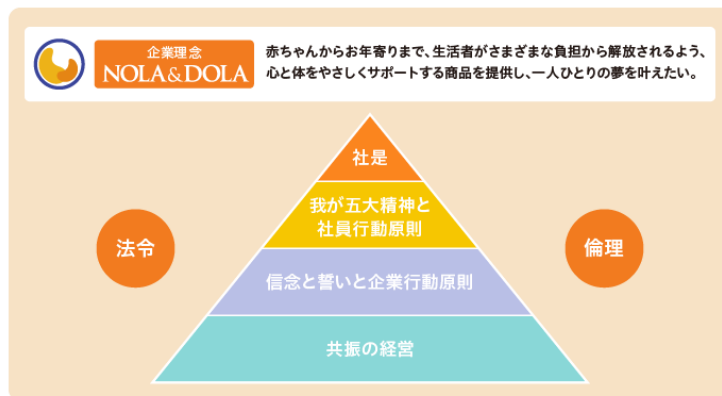 企業理念
NOLA&DOLA
赤ちゃんからお年寄りまで、生活者がさまざまな負担から解放されるよう、
心と体をやさしくサポートする商品を提供し、一人ひとりの夢を叶えたい。
社是
我が五大精神と
社員行動原則
法令
倫理
信念と誓いと企業行動原則
共振の経営